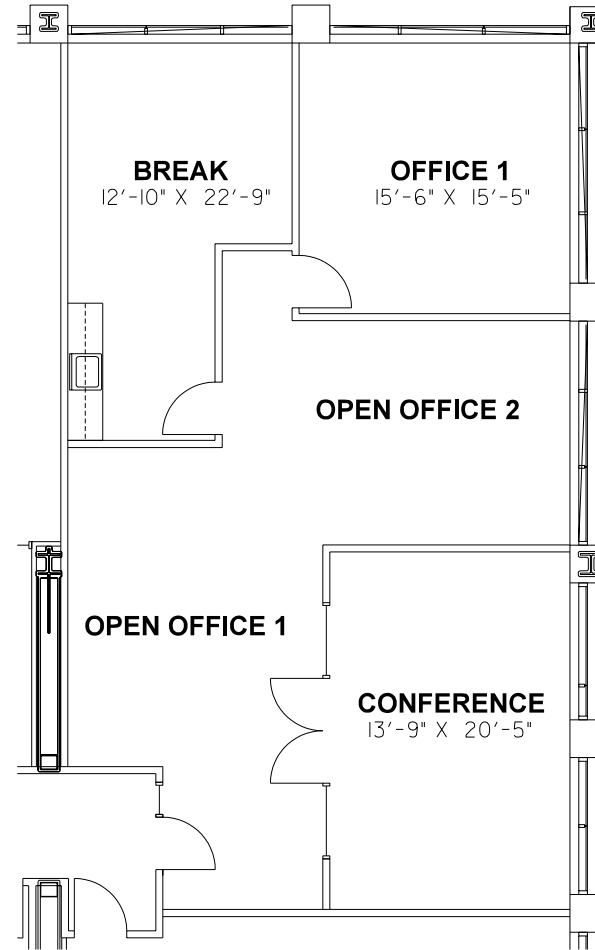 BREAK
12'-10" X 22'-9"
OFFICE 1
15'-6" X 15'-5"
OPEN OFFICE 2
OPEN OFFICE 1
CONFERENCE
13'-9" X 20'-5"